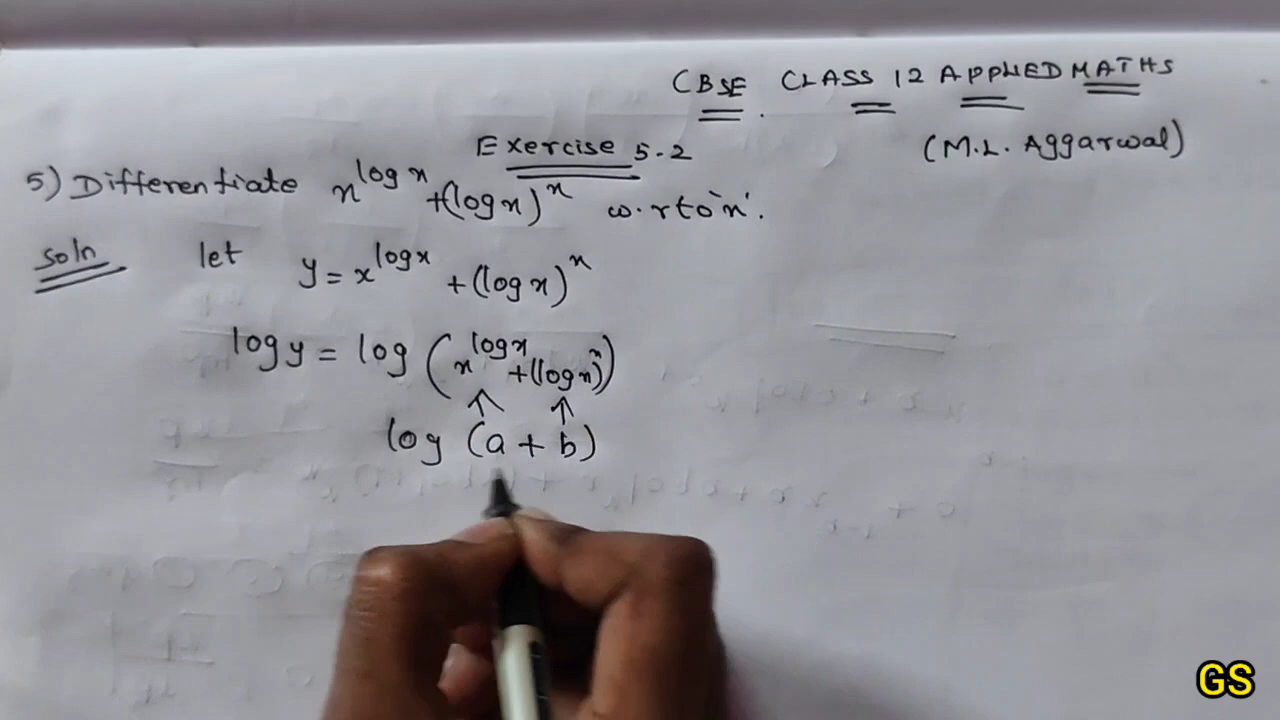 CBSE. CLASS 12 APPLIED MATHS
(M.L. Aggarwal)
Exercise 5.2
5) Differentiate x^log x + (log x)^x w.r to 'x'.
Soln let y = x^log x + (log x)^x
log y = log (x^log x + (log x)^x)
log (a + b)
GS